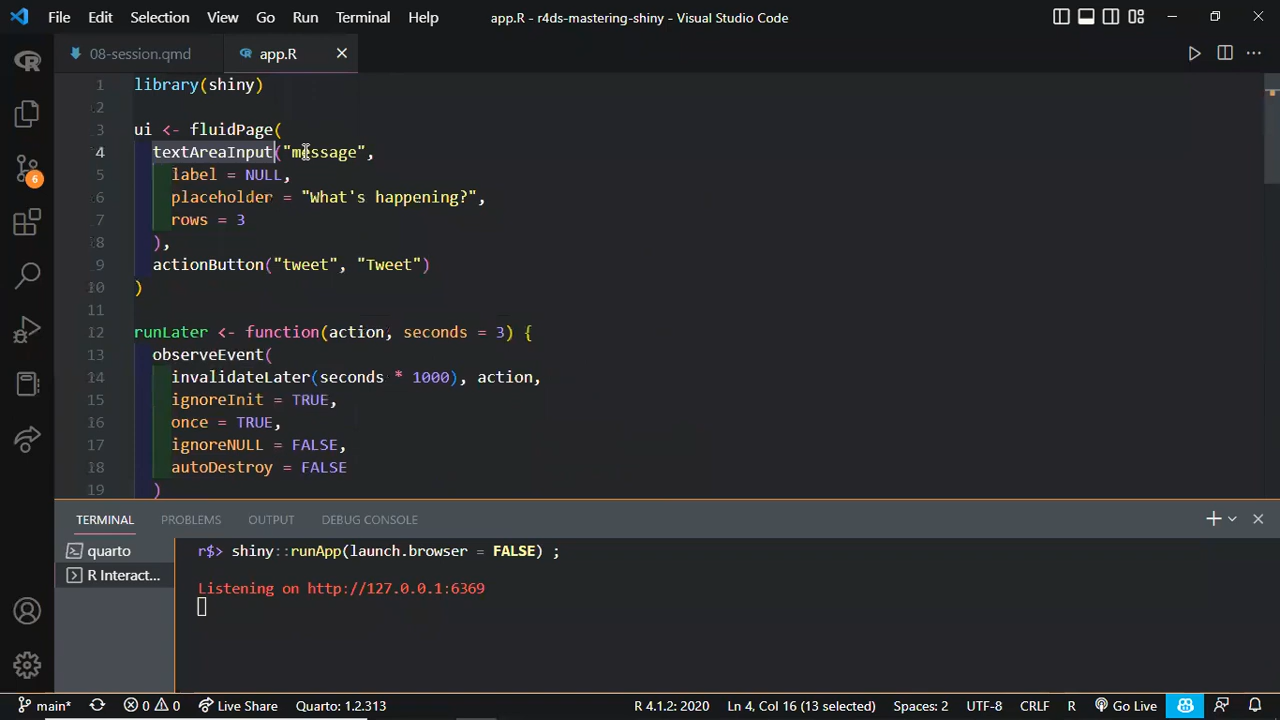 File Edit Selection View Go Run Terminal Help app.R - r4ds-mastering-shiny - Visual Studio Code
08-session.qmd app.R
1 library(shiny)
2
3 ui <- fluidPage(
4 textAreaInput("message",
5 label = NULL,
6 placeholder = "What's happening?",
7 rows = 3
8 ),
9 actionButton("tweet", "Tweet")
10 )
11
12 runLater <- function(action, seconds = 3) {
13 observeEvent(
14 invalidateLater(seconds * 1000), action,
15 ignoreInit = TRUE,
16 once = TRUE,
17 ignoreNULL = FALSE,
18 autoDestroy = FALSE
19 )
6
TERMINAL PROBLEMS OUTPUT DEBUG CONSOLE
quarto
R Interact...
r$> shiny::runApp(launch.browser = FALSE) ;
Listening on http://127.0.0.1:6369
main* 0 0 Live Share Ln 4, Col 16 (13 selected) Spaces: 2 UTF-8 CRLF R Go Live
R 4.1.2: 2020